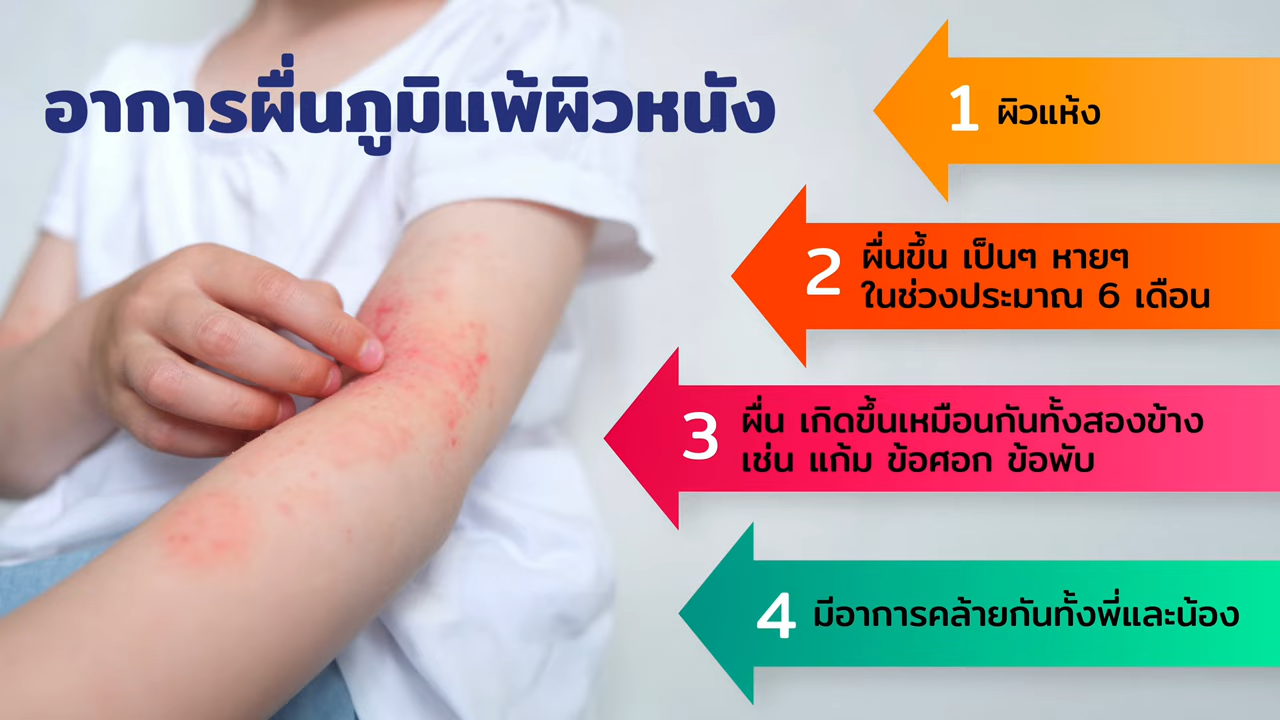 อาการผื่นภูมิแพ้ผิวหนัง
1 ผิวแห้ง
2 ผื่นขึ้น เป็นๆ หายๆ
ในช่วงประมาณ 6 เดือน
3 ผื่น เกิดขึ้นเหมือนกันทั้งสองข้าง
เช่น แก้ม ข้อศอก ข้อพับ
4 มีอาการคล้ายกันทั้งพี่และน้อง